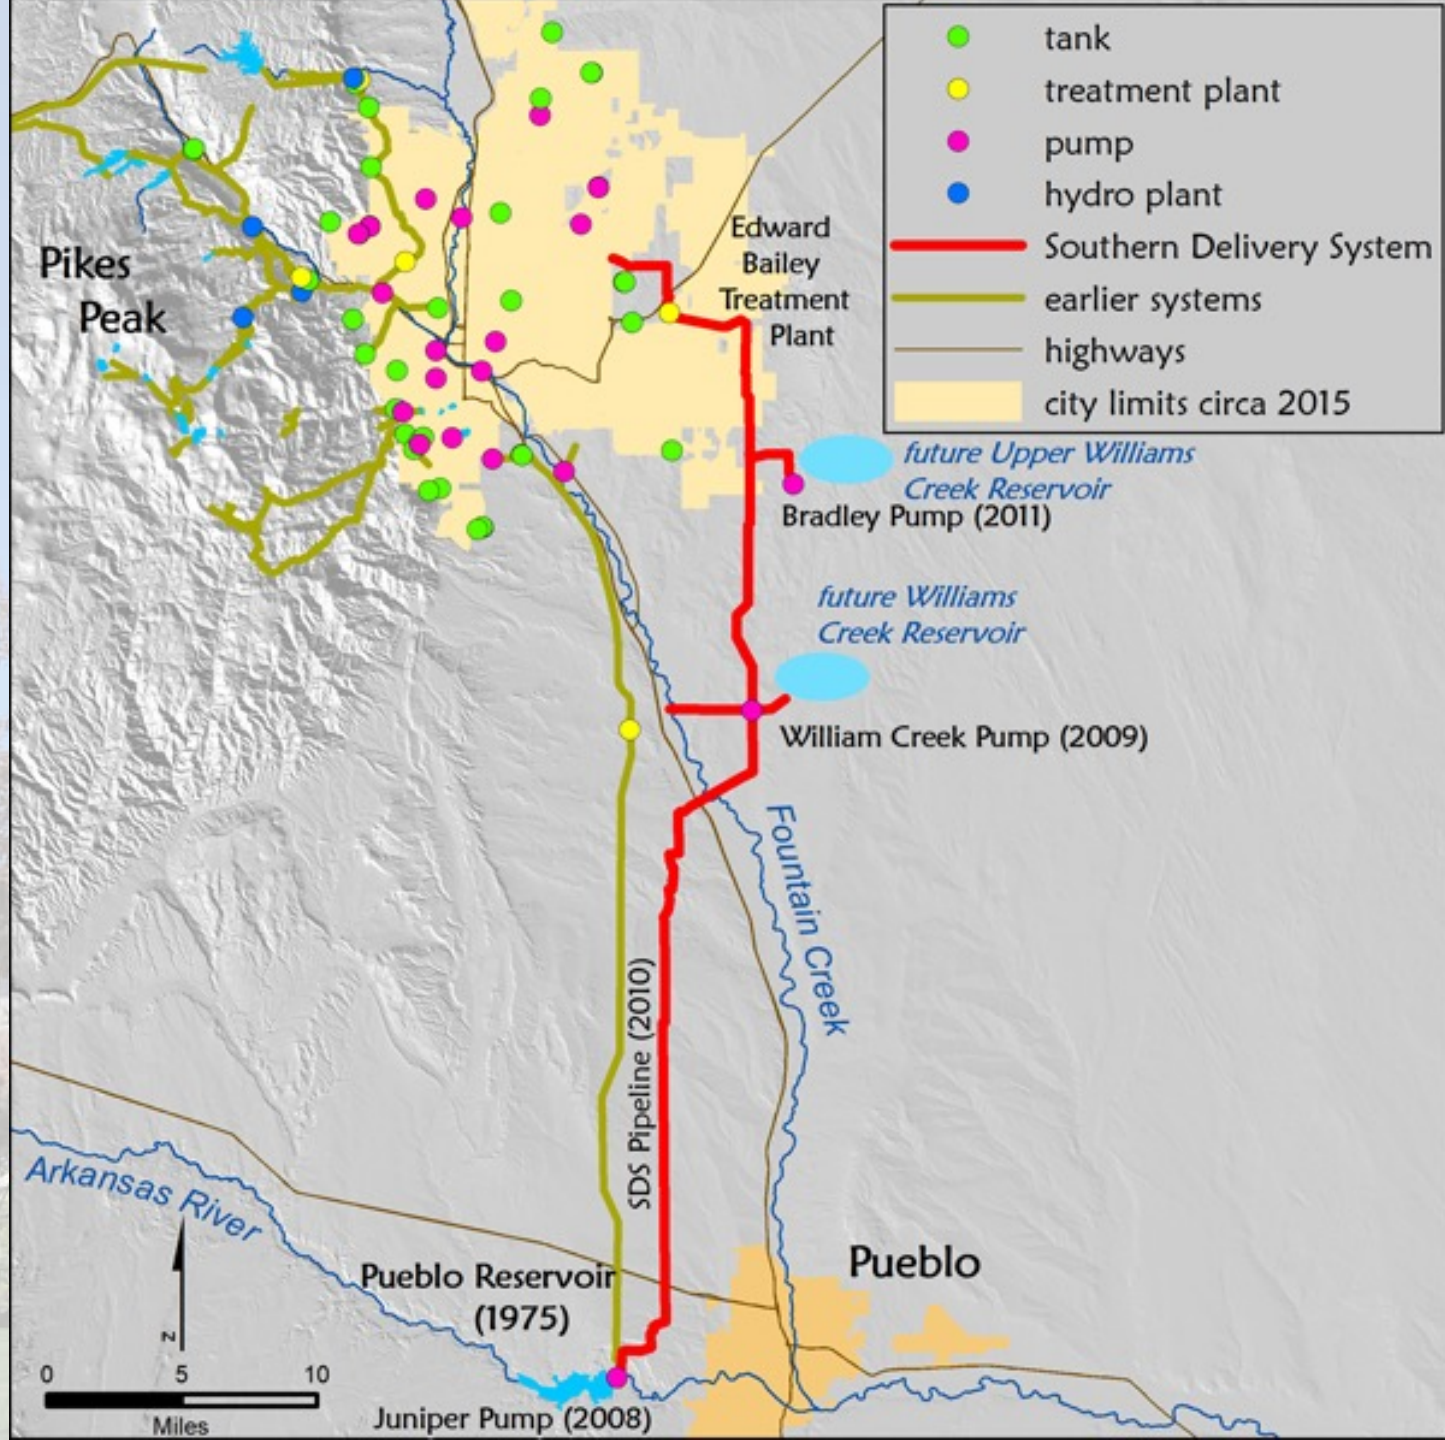 tank
treatment plant
pump
hydro plant
Southern Delivery System
earlier systems
highways
city limits circa 2015
Pikes
Peak
Edward
Bailey
Treatment
Plant
future Upper Williams
Creek Reservoir
Bradley Pump (2011)
future Williams
Creek Reservoir
William Creek Pump (2009)
Fountain Creek
SDS Pipeline (2010)
Arkansas River
Pueblo
Pueblo Reservoir
(1975)
N
0 5 10
Miles
Juniper Pump (2008)